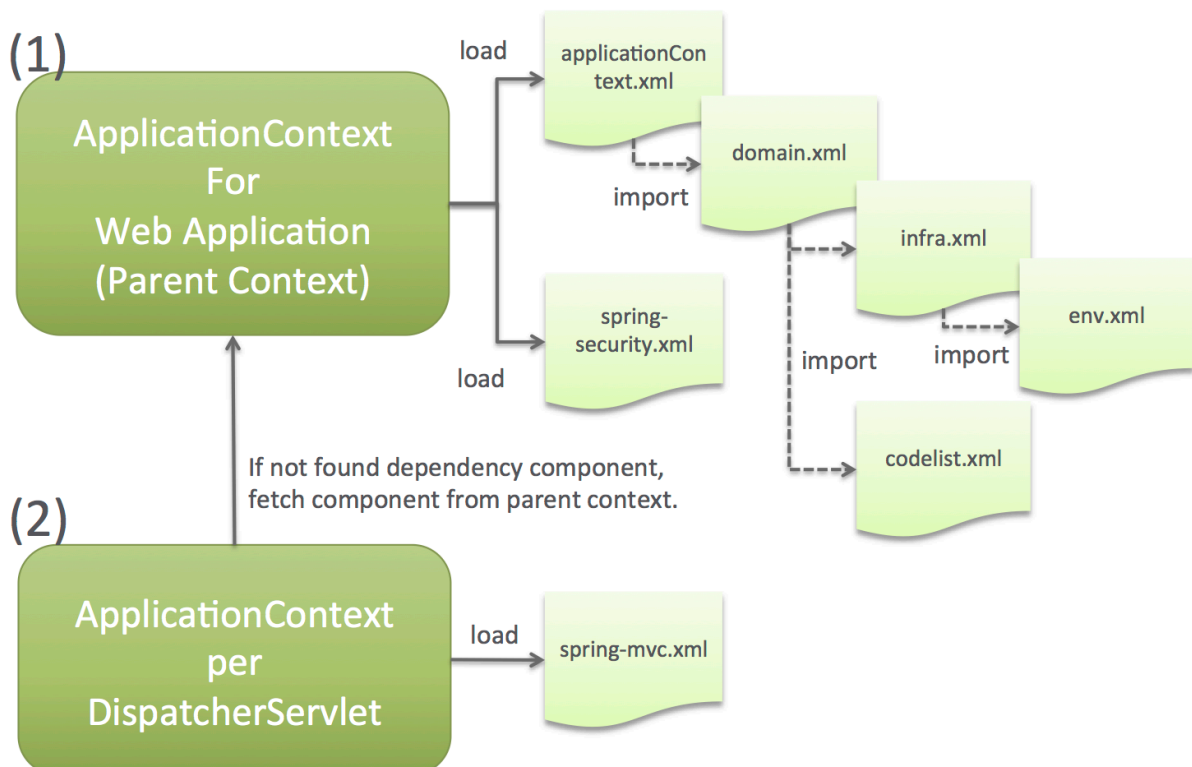 (1)
ApplicationContext
For
Web Application
(Parent Context)
load
applicationCon
text.xml
import
domain.xml
infra.xml
import
env.xml
import
codelist.xml
load
spring-
security.xml
If not found dependency component,
fetch component from parent context.
(2)
ApplicationContext
per
DispatcherServlet
load
spring-mvc.xml